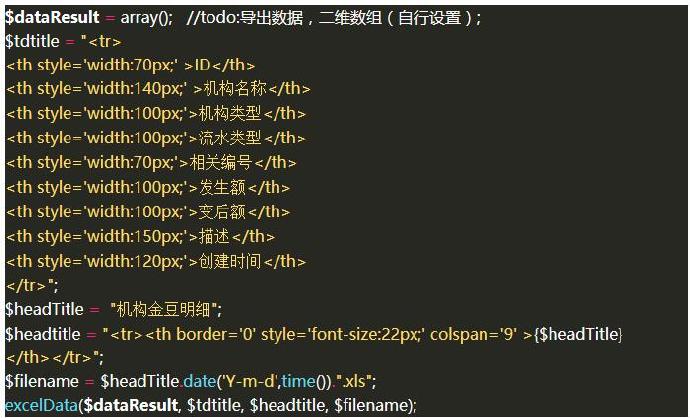 $dataResult = array();   //todo:导出数据，二维数组（自行设置）;
$tdtitle = "<tr>
<th style='width:70px;' >ID</th>
<th style='width:140px;' >机构名称</th>
<th style='width:100px;'>机构类型</th>
<th style='width:100px;'>流水类型</th>
<th style='width:70px;'>相关编号</th>
<th style='width:100px;'>发生额</th>
<th style='width:100px;'>变后额</th>
<th style='width:150px;'>描述</th>
<th style='width:120px;'>创建时间</th>
</tr>";
$headTitle =  "机构金豆明细";
$headtitle = "<tr><th border='0' style='font-size:22px;' colspan='9' >{$headTitle}
</th></tr>";
$filename = $headTitle.date('Y-m-d',time()).".xls";
excelData($dataResult, $tdtitle, $headtitle, $filename);